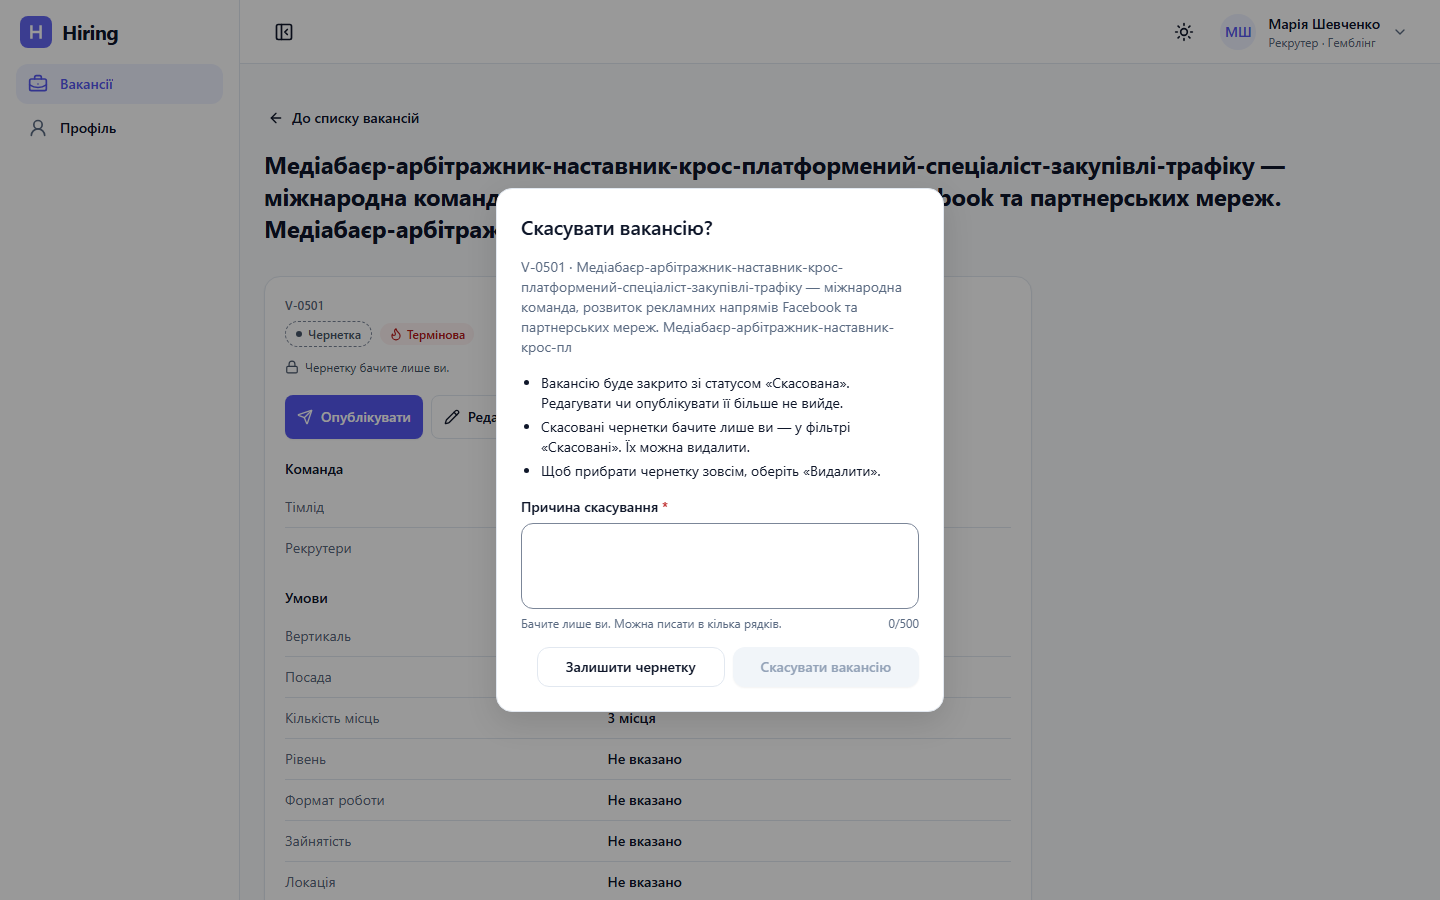 H Hiring
МШ
Марія Шевченко
Рекрутер · Гемблінг
Вакансії
Профіль
До списку вакансій
Медіабаєр-арбітражник-наставник-крос-платформений-спеціаліст-закупівлі-трафіку —
міжнародна команд book та партнерських мереж.
Медіабаєр-арбітраж
V-0501
Чернетка
Термінова
Чернетку бачите лише ви.
Опублікувати
Реда
Команда
Тімлід
Рекрутери
Умови
Вертикаль
Посада
Кількість місць
3 місця
Рівень
Не вказано
Формат роботи
Не вказано
Зайнятість
Не вказано
Локація
Не вказано
Скасувати вакансію?
V-0501 · Медіабаєр-арбітражник-наставник-крос-
платформений-спеціаліст-закупівлі-трафіку — міжнародна
команда, розвиток рекламних напрямів Facebook та
партнерських мереж. Медіабаєр-арбітражник-наставник-
крос-пл
Вакансію буде закрито зі статусом «Скасована».
Редагувати чи опублікувати її більше не вийде.
Скасовані чернетки бачите лише ви — у фільтрі
«Скасовані». Їх можна видалити.
Щоб прибрати чернетку зовсім, оберіть «Видалити».
Причина скасування *
Бачите лише ви. Можна писати в кілька рядків.
0/500
Залишити чернетку
Скасувати вакансію